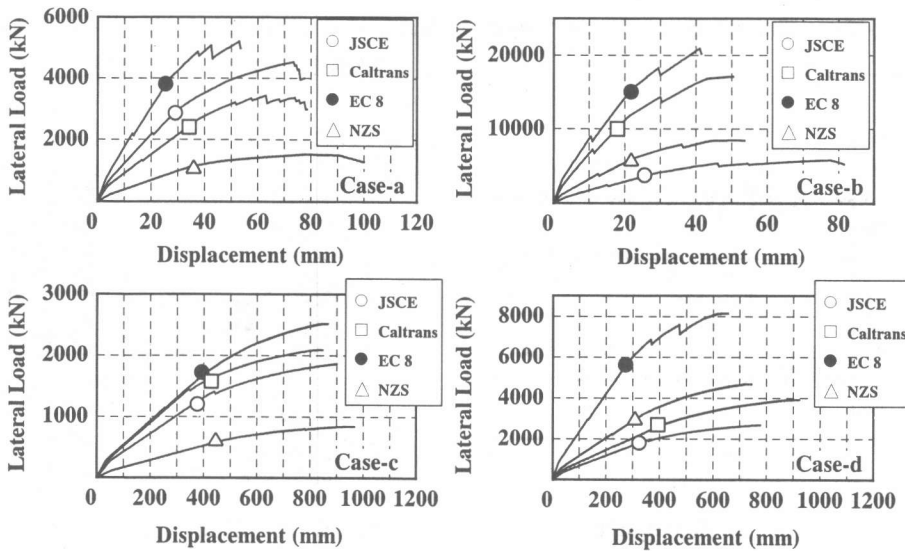 Lateral Load (kN)
6000
4000
2000
0
0 20 40 60 80 100 120
Displacement (mm)
JSCE
Caltrans
EC 8
NZS
Case-a
Lateral Load (kN)
20000
10000
0
0 20 40 60 80
Displacement (mm)
JSCE
Caltrans
EC 8
NZS
Case-b
Lateral Load (kN)
3000
2000
1000
0
0 200 400 600 800 1000 1200
Displacement (mm)
JSCE
Caltrans
EC 8
NZS
Case-c
Lateral Load (kN)
8000
6000
4000
2000
0
0 200 400 600 800 1000 1200
Displacement (mm)
JSCE
Caltrans
EC 8
NZS
Case-d